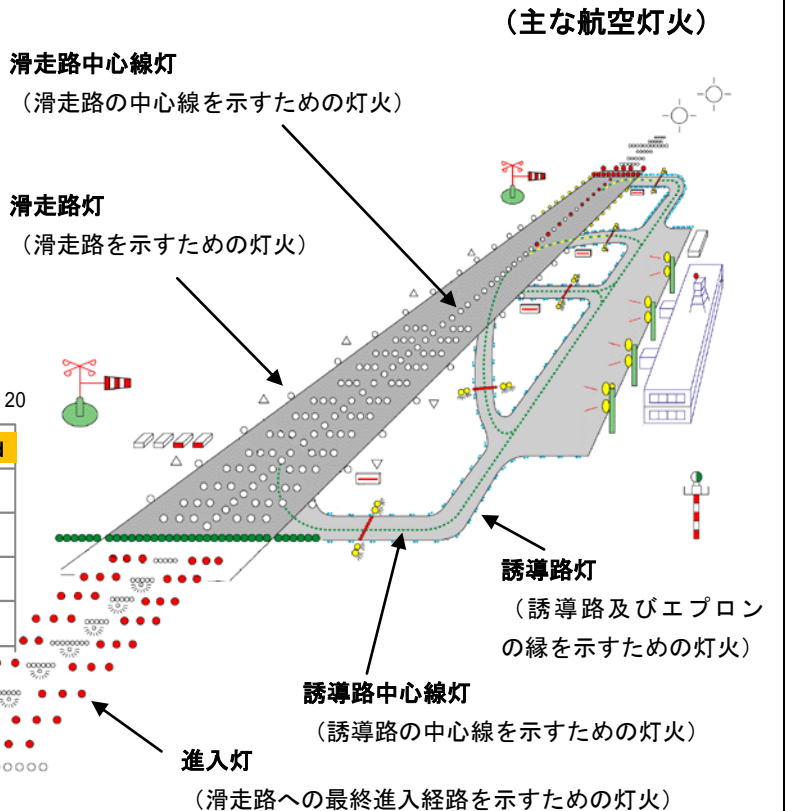 （主な航空灯火）
滑走路中心線灯
（滑走路の中心線を示すための灯火）
滑走路灯
（滑走路を示すための灯火）
20
誘導路灯
（誘導路及びエプロン
の縁を示すための灯火）
誘導路中心線灯
（誘導路の中心線を示すための灯火）
進入灯
（滑走路への最終進入経路を示すための灯火）